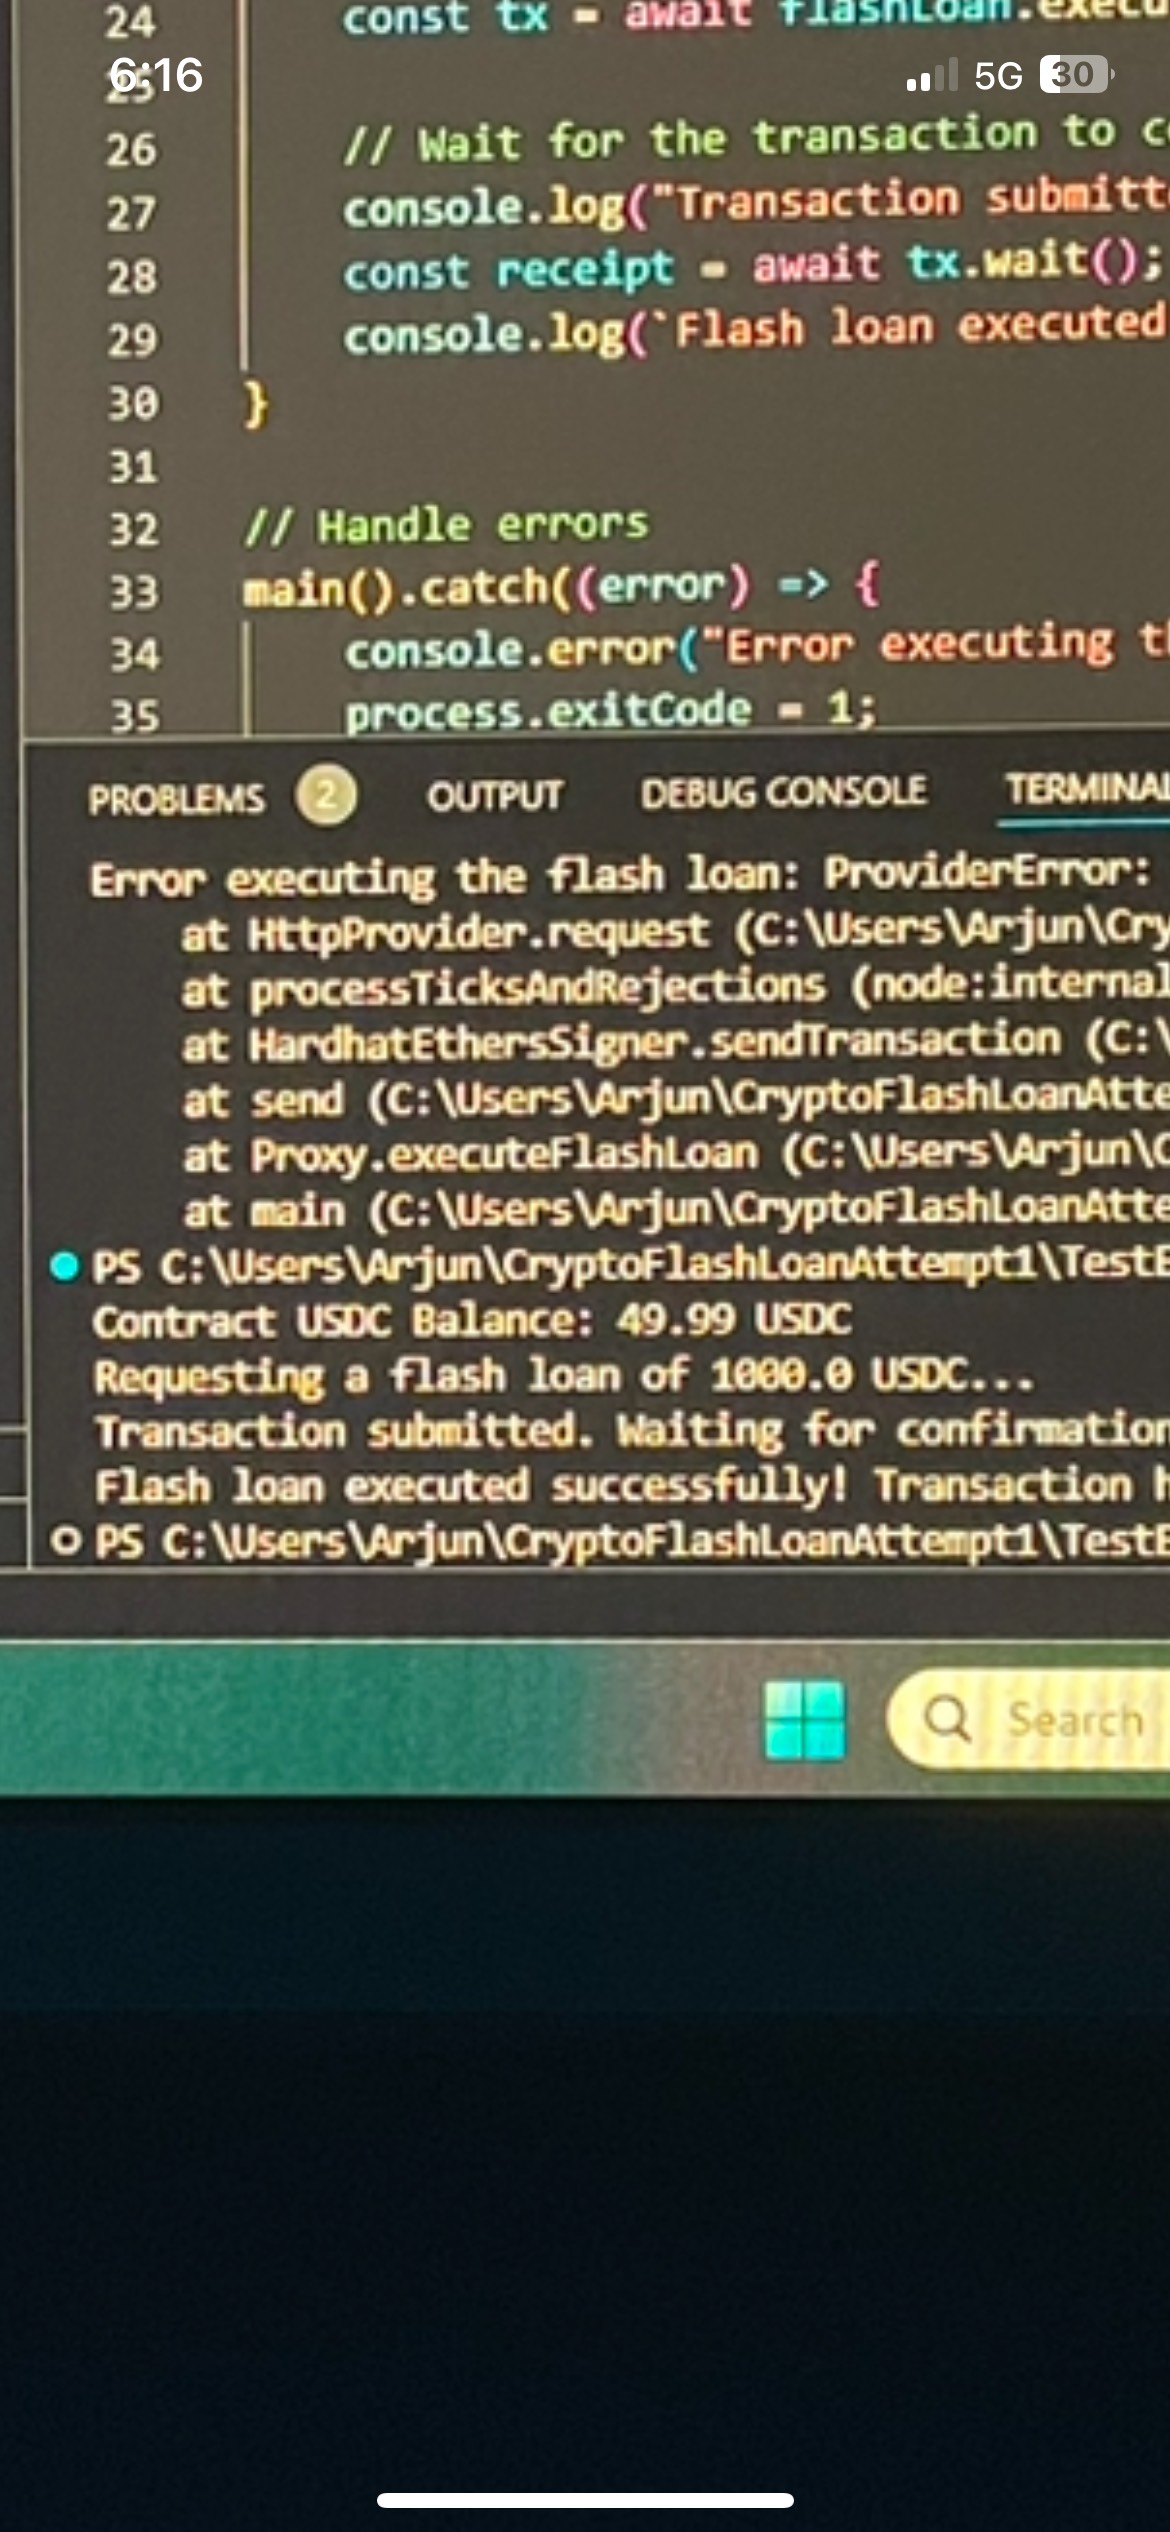 24 const tx = await flashLoan.execu
6:16 5G 30
25
26 // Wait for the transaction to c
27 console.log("Transaction submitt
28 const receipt = await tx.wait();
29 console.log(`Flash loan executed
30 }
31
32 // Handle errors
33 main().catch((error) => {
34 console.error("Error executing th
35 process.exitCode = 1;
PROBLEMS 2 OUTPUT DEBUG CONSOLE TERMINAL
Error executing the flash loan: ProviderError:
at HttpProvider.request (C:\Users\Arjun\Cry
at processTicksAndRejections (node:internal
at HardhatEthersSigner.sendTransaction (C:\
at send (C:\Users\Arjun\CryptoFlashLoanAtte
at Proxy.executeFlashLoan (C:\Users\Arjun\C
at main (C:\Users\Arjun\CryptoFlashLoanAtte
PS C:\Users\Arjun\CryptoFlashLoanAttempt1\TestE
Contract USDC Balance: 49.99 USDC
Requesting a flash loan of 1000.0 USDC...
Transaction submitted. Waiting for confirmation
Flash loan executed successfully! Transaction h
PS C:\Users\Arjun\CryptoFlashLoanAttempt1\TestE
Search